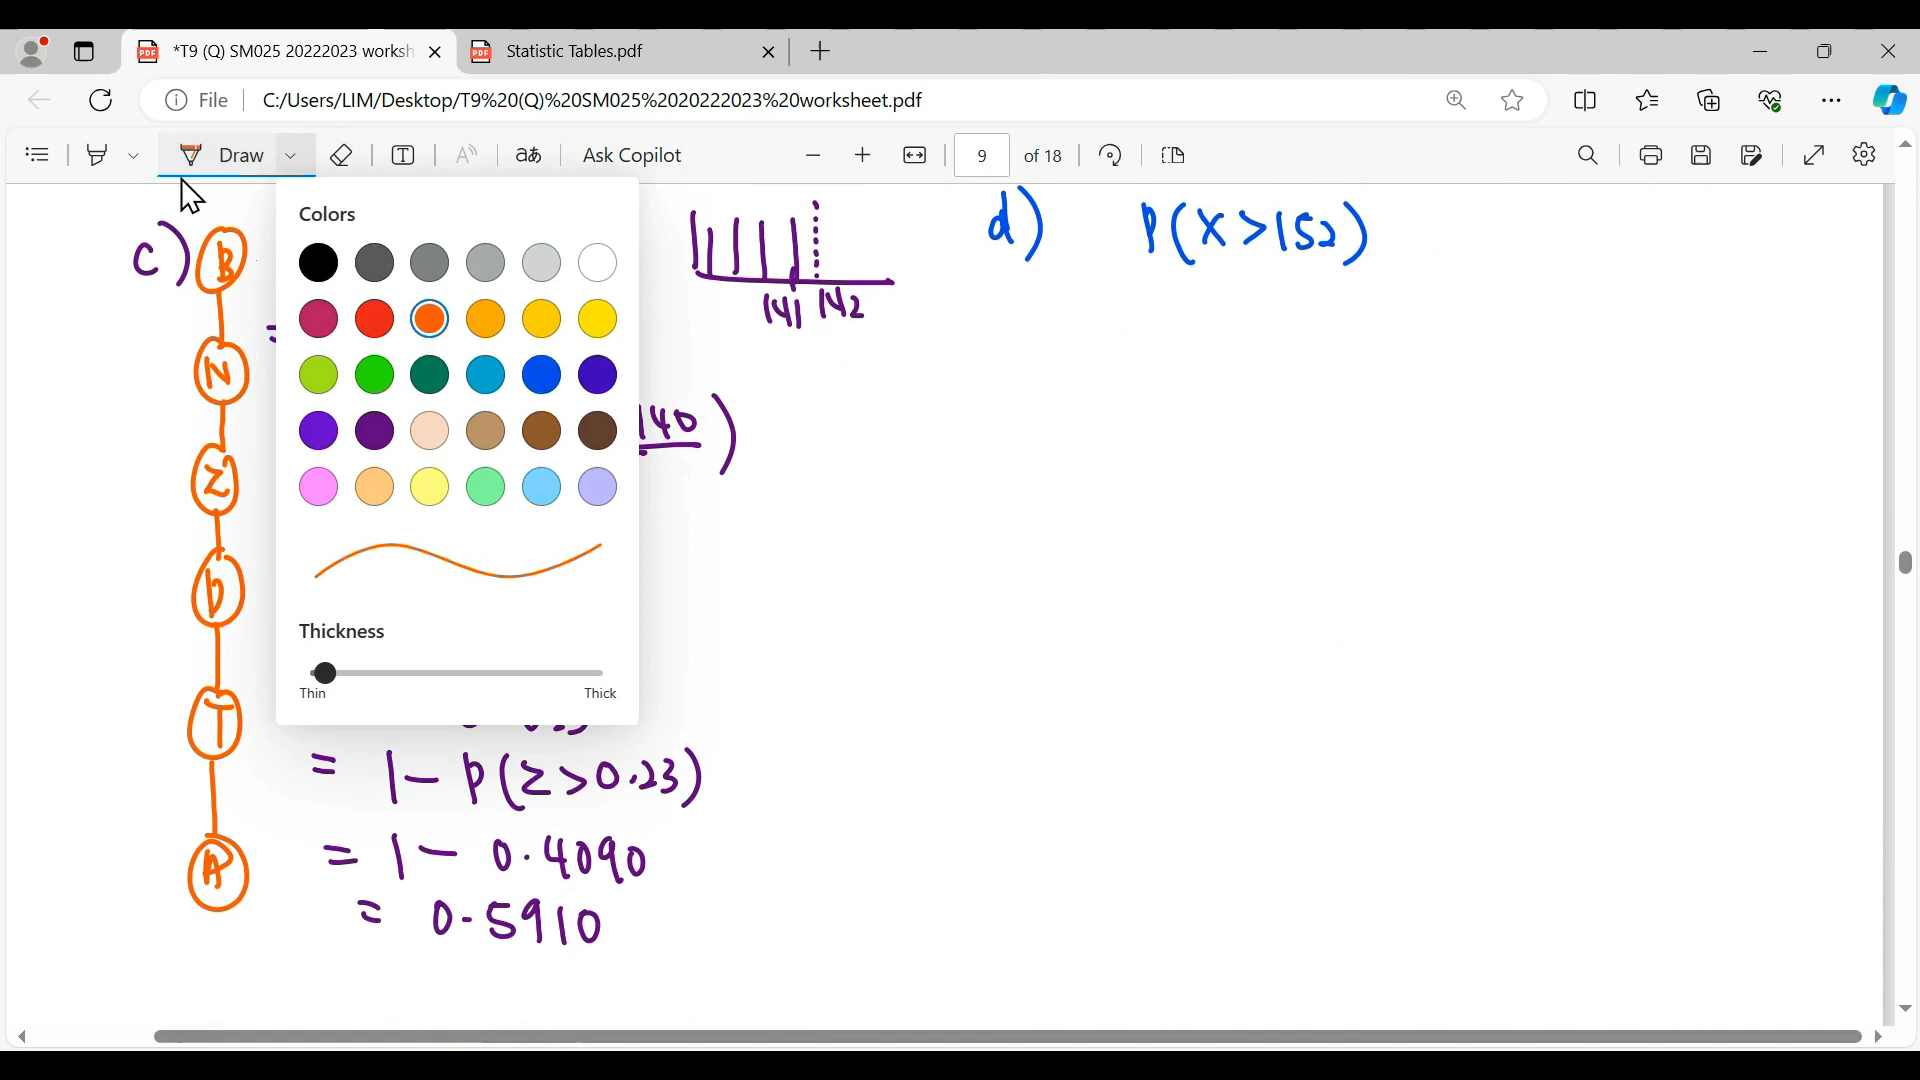 *T9 (Q) SM025 20222023 worksh
Statistic Tables.pdf
File
C:/Users/LIM/Desktop/T9%20(Q)%20SM025%2020222023%20worksheet.pdf
Draw
Ask Copilot
9 of 18
Colors
Thickness
Thin
Thick
c)
B
N
Z
D
T
A
=
141 142
140 )
= 1 - P(Z > 0.23)
= 1 - 0.4090
= 0.5910
d) P(X > 152)